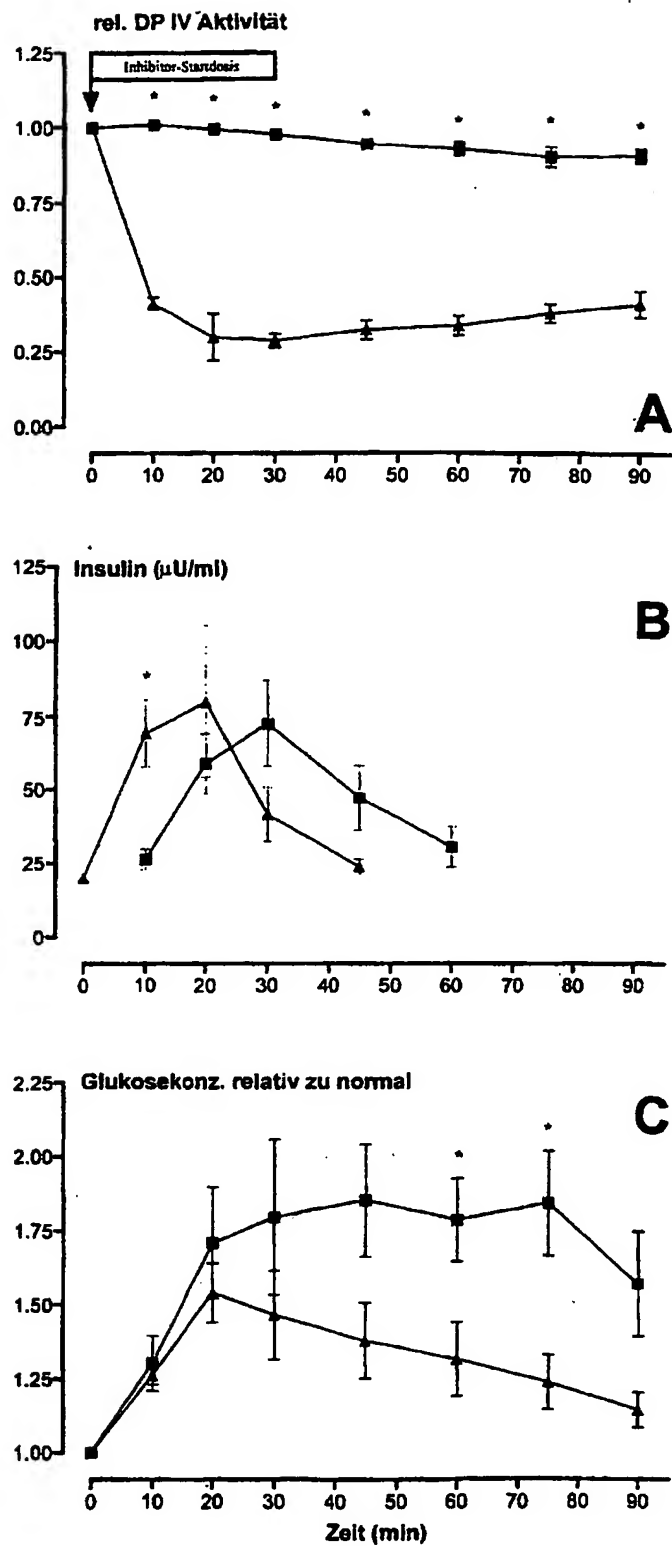 rel. DP IV Aktivität
1.25
Inhibitor-Standosis
* * * * * * *
1.00
0.75
0.50
0.25
0.00
A
0 10 20 30 40 50 60 70 80 90
125
Insulin (µU/ml)
B
100
*
75
50
25
0
0 10 20 30 40 50 60 70 80 90
2.25
Glukosekonz. relativ zu normal
C
* *
2.00
1.75
1.50
1.25
1.00
0 10 20 30 40 50 60 70 80 90
Zeit (min)